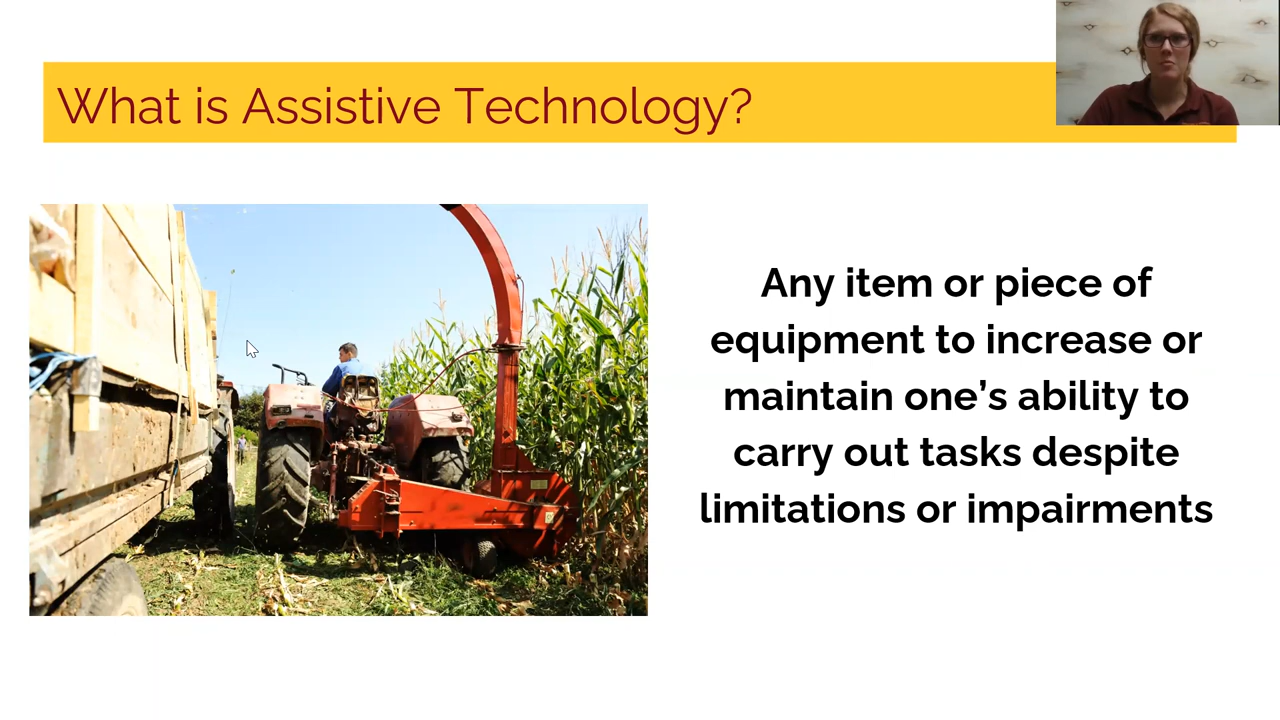 What is Assistive Technology?
Any item or piece of
equipment to increase or
maintain one’s ability to
carry out tasks despite
limitations or impairments